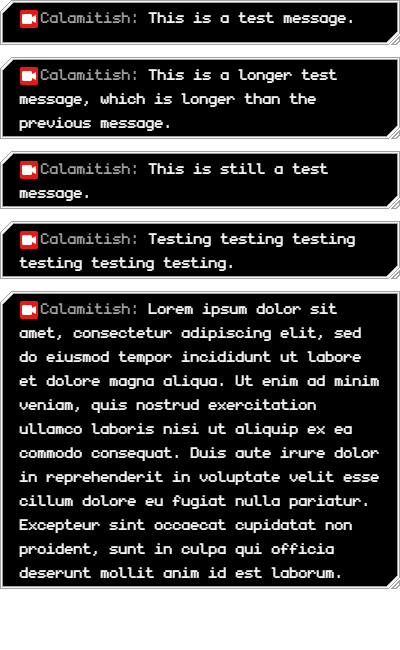 Calamitish: This is a test message.
Calamitish: This is a longer test
message, which is longer than the
previous message.
Calamitish: This is still a test
message.
Calamitish: Testing testing testing
testing testing testing.
Calamitish: Lorem ipsum dolor sit
amet, consectetur adipiscing elit, sed
do eiusmod tempor incididunt ut labore
et dolore magna aliqua. Ut enim ad minim
veniam, quis nostrud exercitation
ullamco laboris nisi ut aliquip ex ea
commodo consequat. Duis aute irure dolor
in reprehenderit in voluptate velit esse
cillum dolore eu fugiat nulla pariatur.
Excepteur sint occaecat cupidatat non
proident, sunt in culpa qui officia
deserunt mollit anim id est laborum.